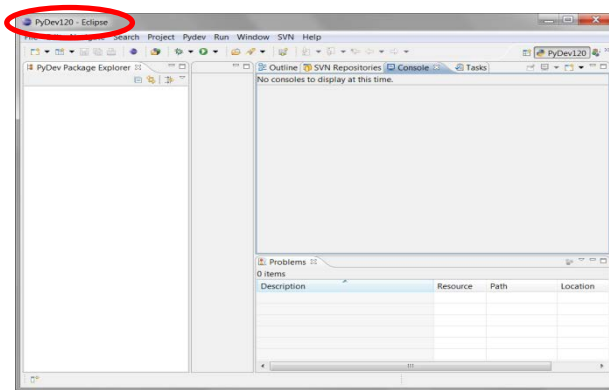 PyDev120 - Eclipse
Search Project Pydev Run Window SVN Help
PyDev120
PyDev Package Explorer
Outline SVN Repositories Console Tasks
No consoles to display at this time.
Problems
0 items
Description Resource Path Location